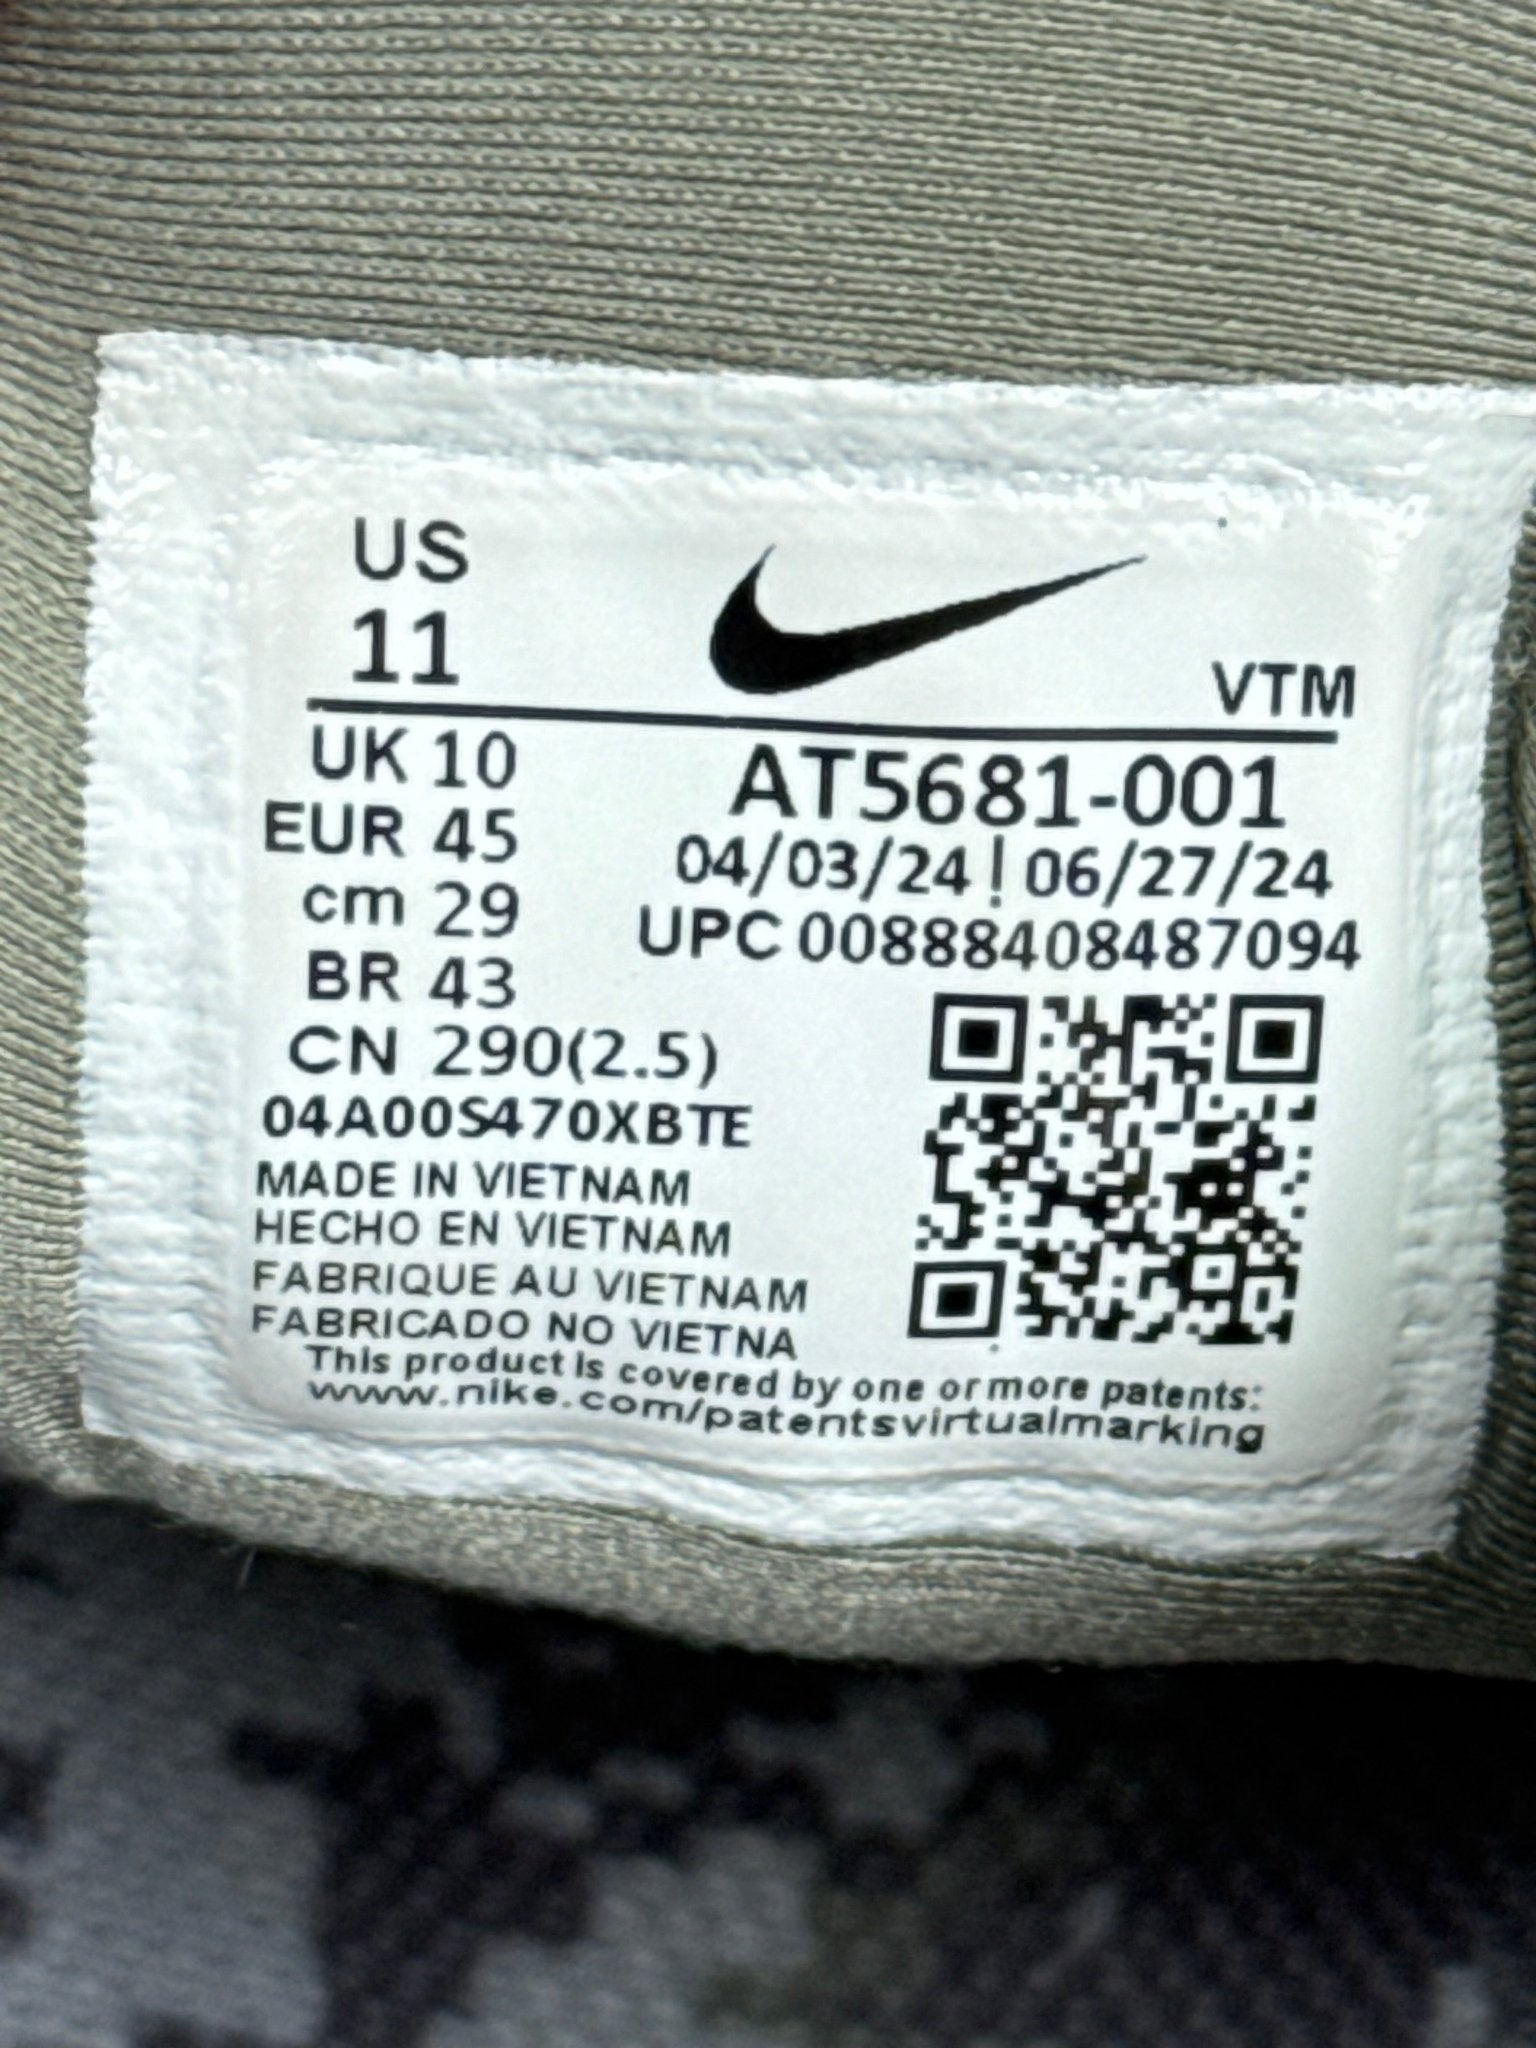 US
11
VTM
UK 10
EUR 45
cm 29
BR 43
CN 290(2.5)
AT5681-001
04/03/24 | 06/27/24
UPC 00888408487094
04A00S470XBTE
MADE IN VIETNAM
HECHO EN VIETNAM
FABRIQUE AU VIETNAM
FABRICADO NO VIETNA
This product is covered by one or more patents:
www.nike.com/patentsvirtualmarking